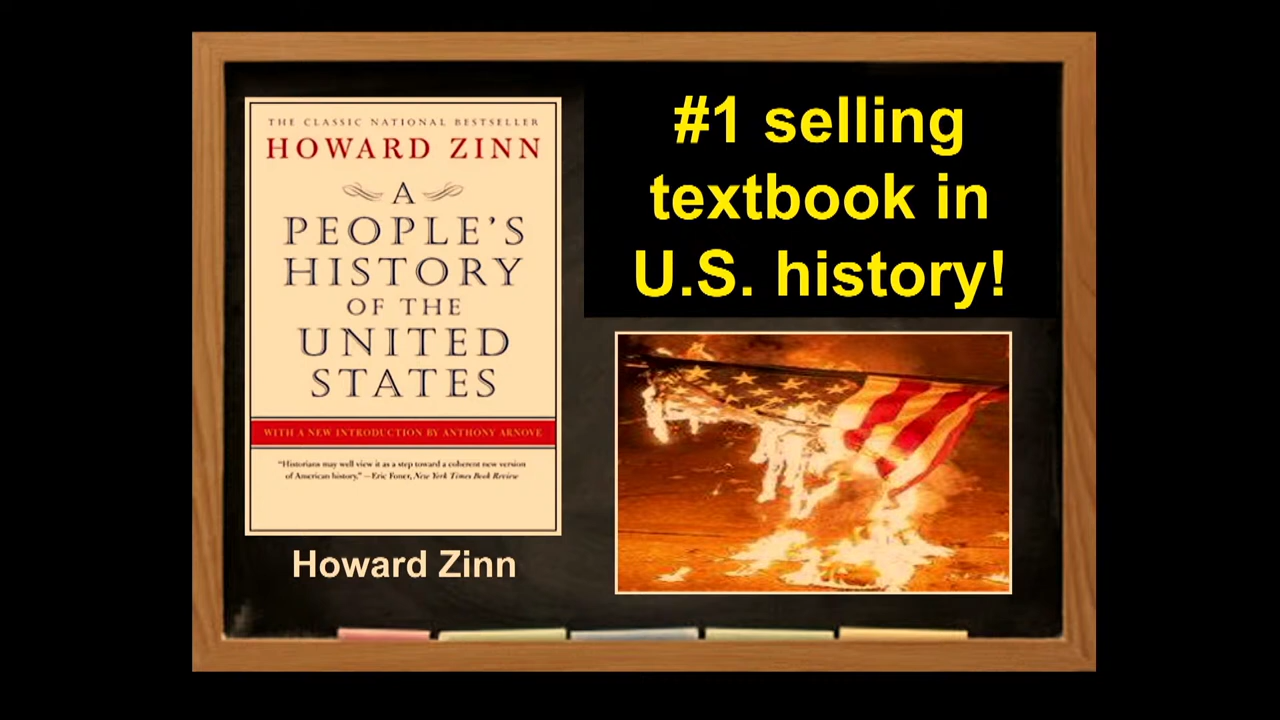 THE CLASSIC NATIONAL BESTSELLER
HOWARD ZINN
A
PEOPLE'S
HISTORY
OF THE
UNITED
STATES
WITH A NEW INTRODUCTION BY ANTHONY ARNOVE
"Historians may well view it as a step toward a coherent new version
of American history." —Eric Foner, New York Times Book Review
Howard Zinn
#1 selling
textbook in
U.S. history!